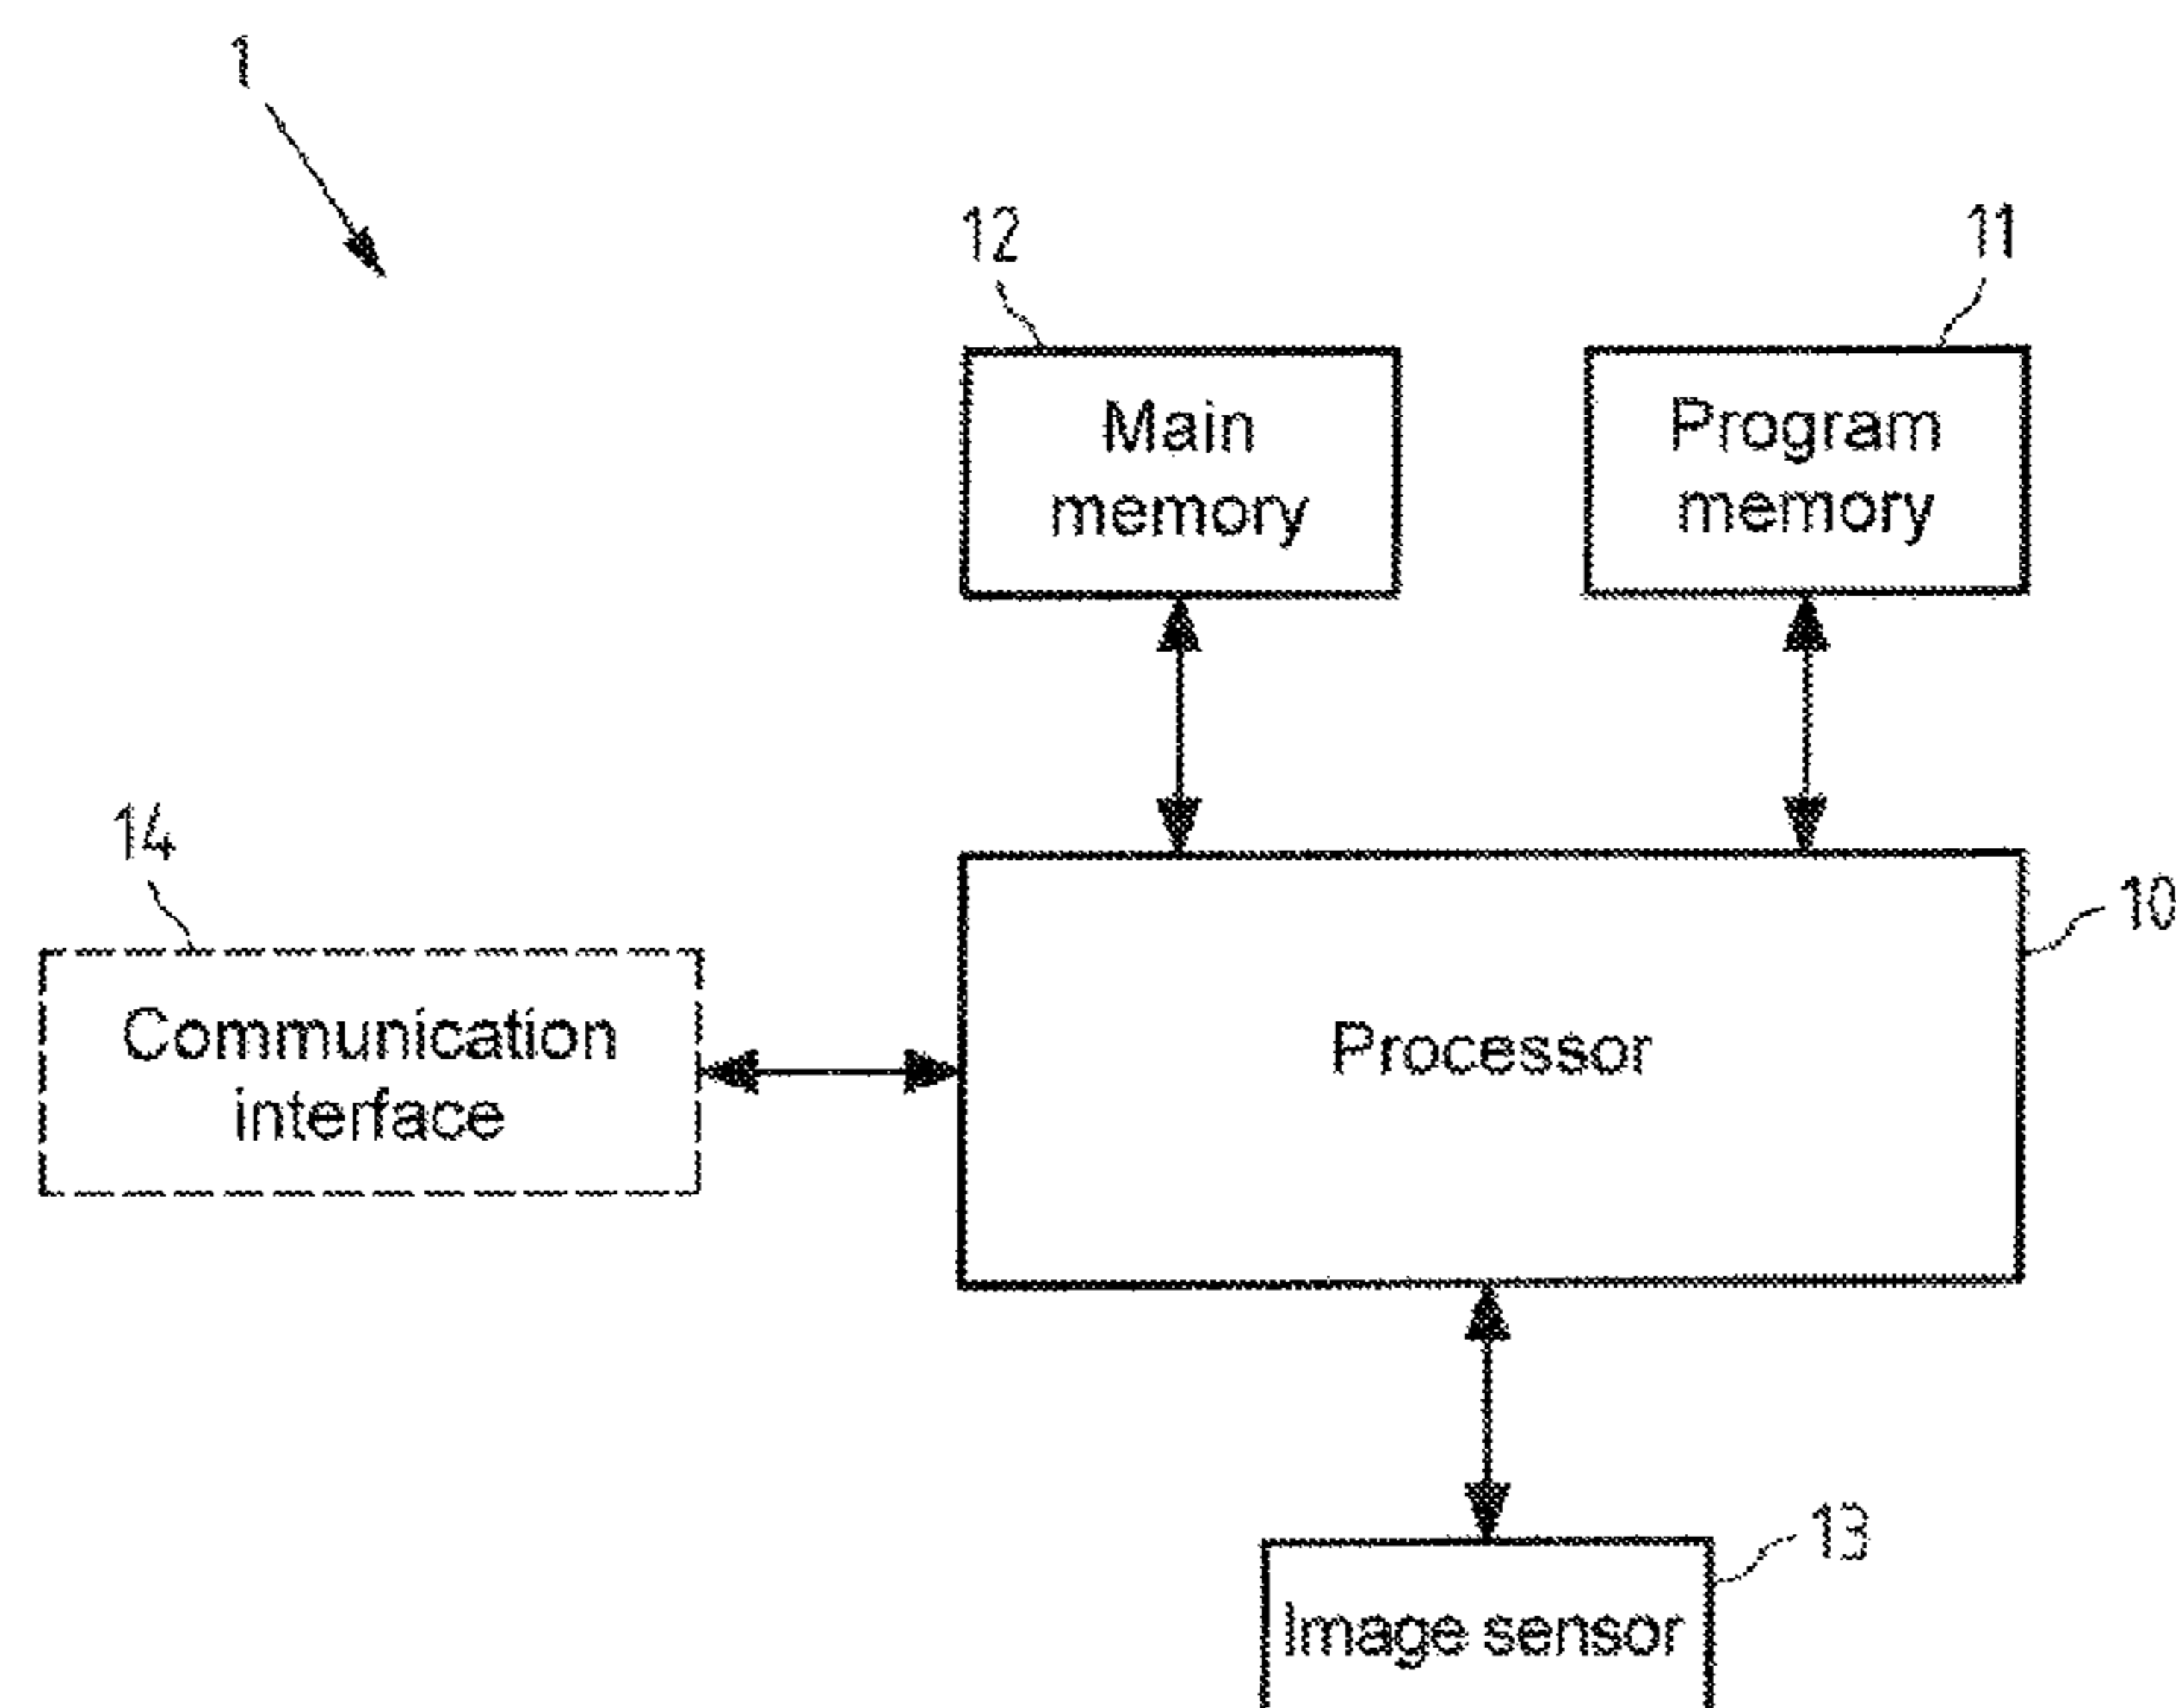 1
12
11
Main
memory
Program
memory
14
10
Communication
interface
Processor
13
Image sensor